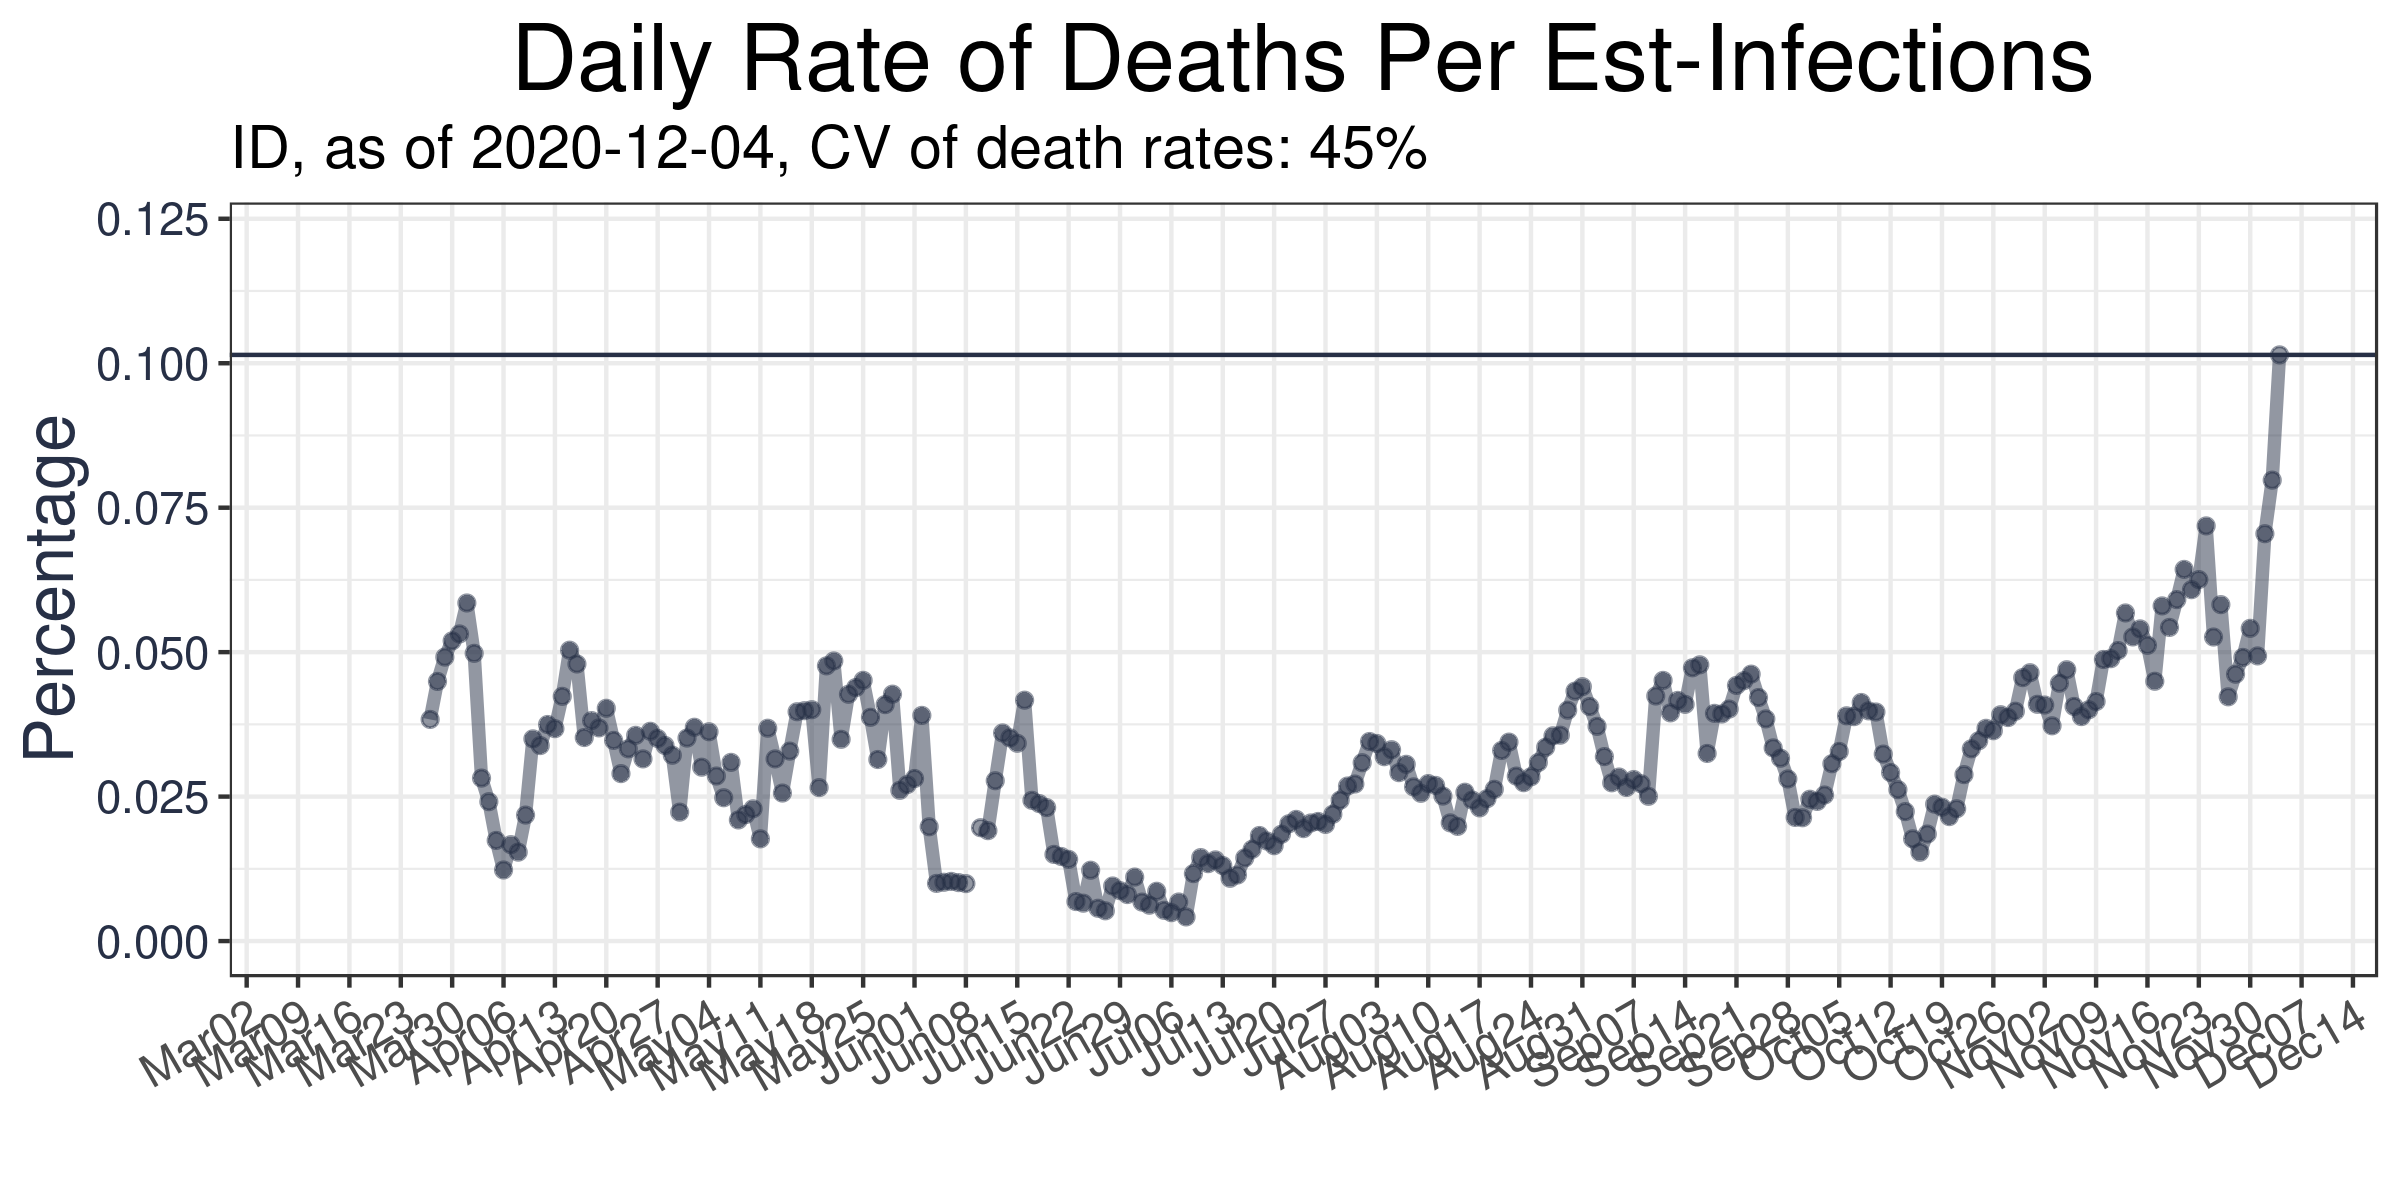 Daily Rate of Deaths Per Est-Infections
ID, as of 2020-12-04, CV of death rates: 45%
Percentage
0.125
0.100
0.075
0.050
0.025
0.000
Mar02
Mar09
Mar16
Mar23
Mar30
Apr06
Apr13
Apr20
Apr27
May04
May11
May18
May25
Jun01
Jun08
Jun15
Jun22
Jun29
Jul06
Jul13
Jul20
Jul27
Aug03
Aug10
Aug17
Aug24
Aug31
Sep07
Sep14
Sep21
Sep28
Oct05
Oct12
Oct19
Oct26
Nov02
Nov09
Nov16
Nov23
Nov30
Dec07
Dec14